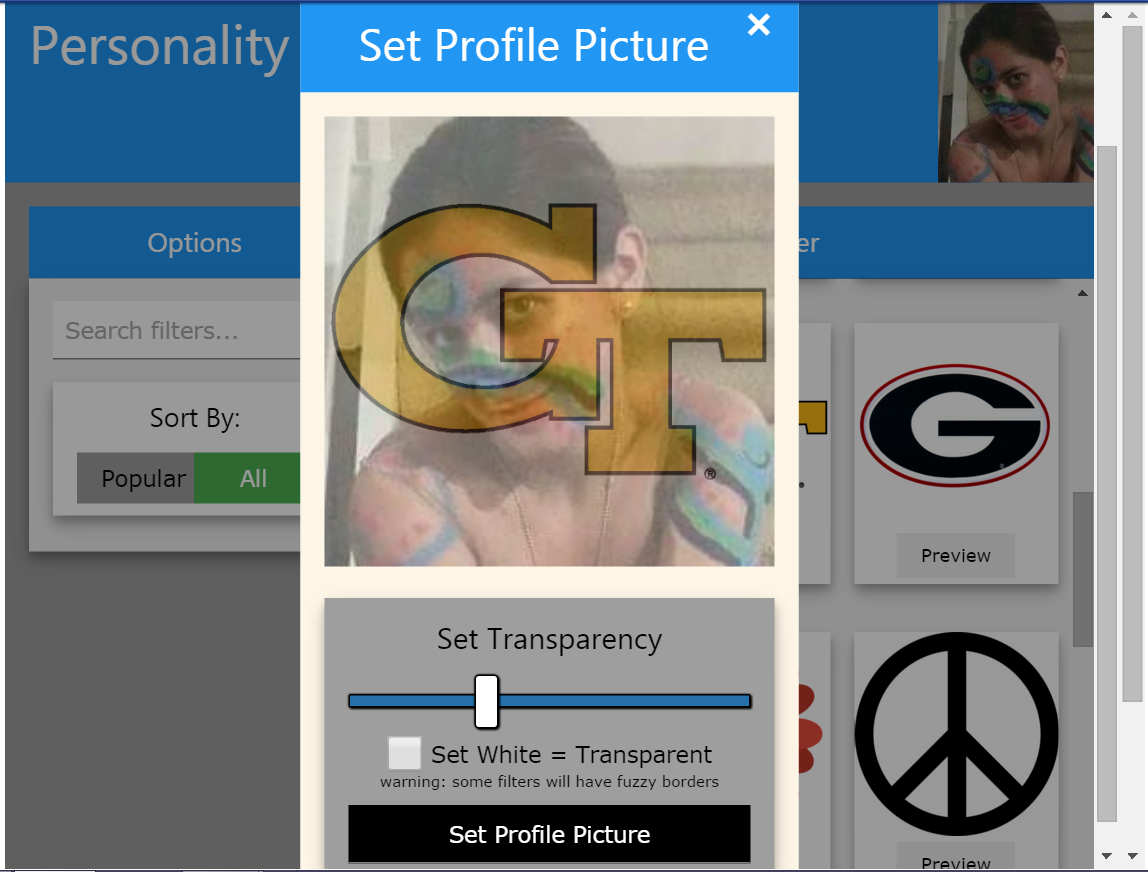 Personality
Set Profile Picture
×
Options
er
Search filters...
Sort By:
Popular
All
GT
®
G
Preview
Set Transparency
Set White = Transparent
warning: some filters will have fuzzy borders
Set Profile Picture
Preview